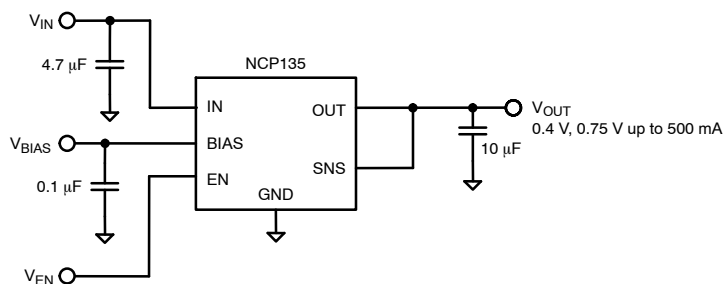 VIN
NCP135
4.7 μF
IN
OUT
VOUT
0.4 V, 0.75 V up to 500 mA
VBIAS
BIAS
10 μF
SNS
EN
0.1 μF
GND
VEN